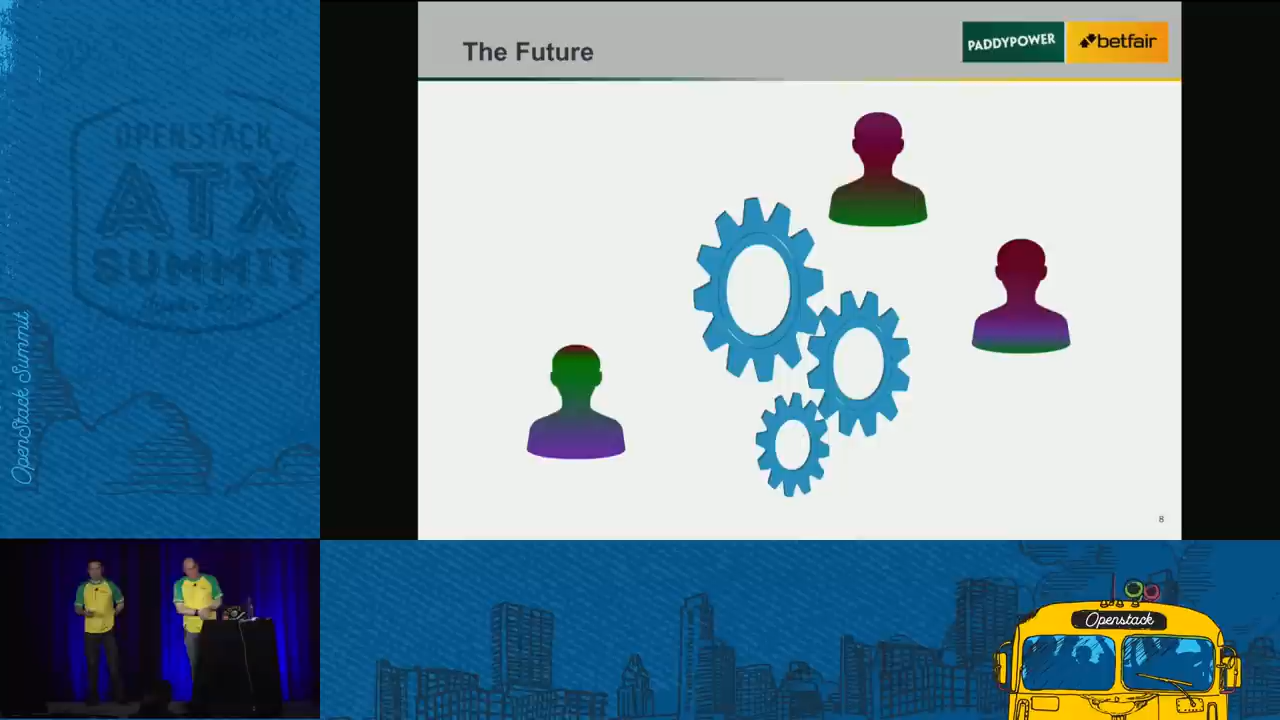 OPENSTACK
ATX
SUMMIT
OpenStack Summit
The Future
PADDYPOWER
betfair
8
Openstack